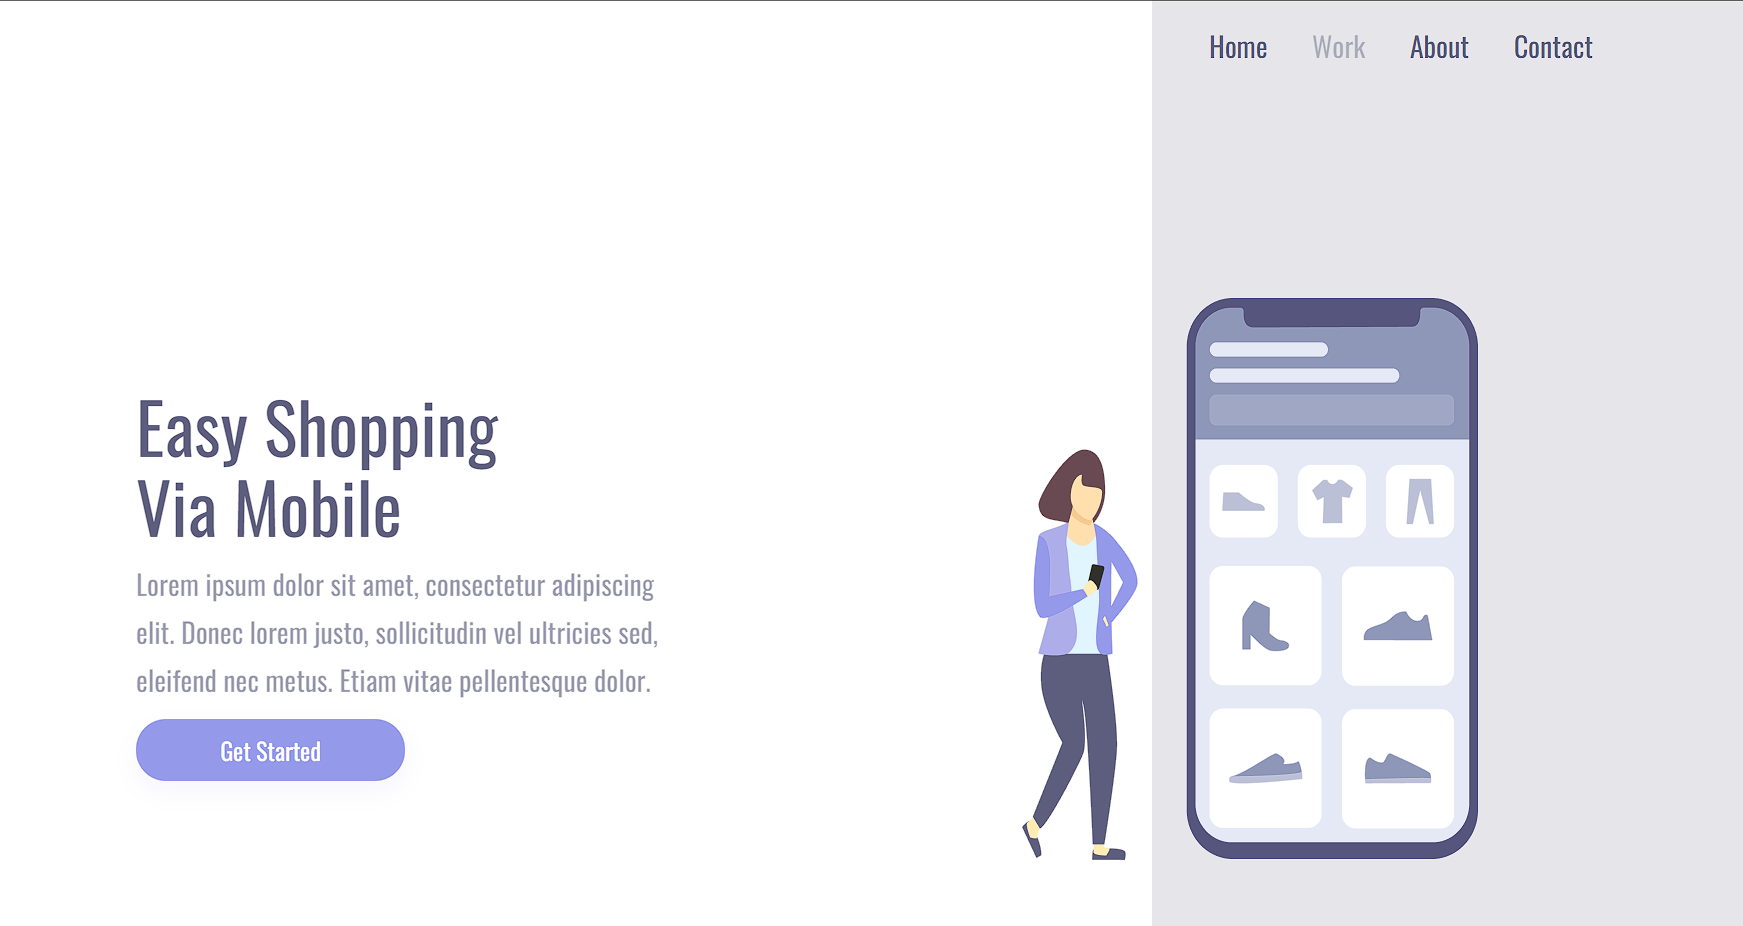 Home Work About Contact
Easy Shopping
Via Mobile
Lorem ipsum dolor sit amet, consectetur adipiscing
elit. Donec lorem justo, sollicitudin vel ultricies sed,
eleifend nec metus. Etiam vitae pellentesque dolor.
Get Started